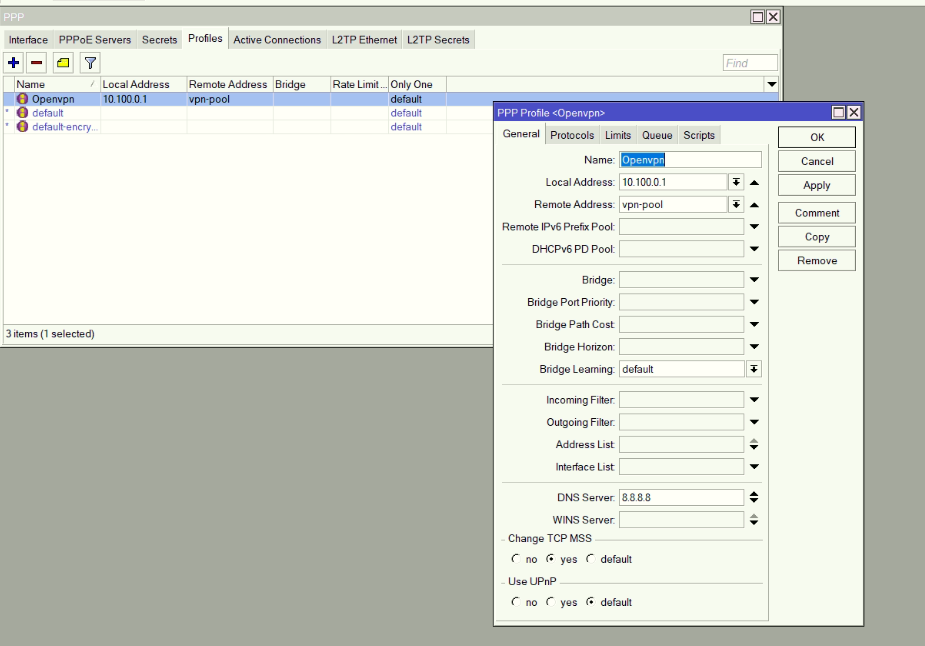 PPP
Interface PPPoE Servers Secrets Profiles Active Connections L2TP Ethernet L2TP Secrets
Find
Name Local Address Remote Address Bridge Rate Limit ... Only One
Openvpn 10.100.0.1 vpn-pool default
* default default
* default-encry... default
3 items (1 selected)
PPP Profile <Openvpn>
General Protocols Limits Queue Scripts
Name: Openvpn
Local Address: 10.100.0.1
Remote Address: vpn-pool
Remote IPv6 Prefix Pool:
DHCPv6 PD Pool:
Bridge:
Bridge Port Priority:
Bridge Path Cost:
Bridge Horizon:
Bridge Learning: default
Incoming Filter:
Outgoing Filter:
Address List:
Interface List:
DNS Server: 8.8.8.8
WINS Server:
Change TCP MSS
no yes default
Use UPnP
no yes default
OK
Cancel
Apply
Comment
Copy
Remove